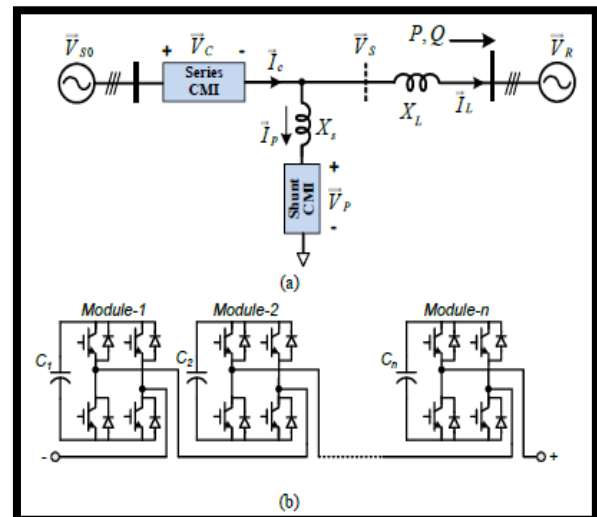 V_S0
+ V_C -
Series
CMI
I_c
V_S
P, Q
V_R
I_p
X_s
X_L
I_L
Shunt
CMI
+
V_P
-
(a)
Module-1
Module-2
Module-n
C_1
C_2
C_n
-
+
(b)